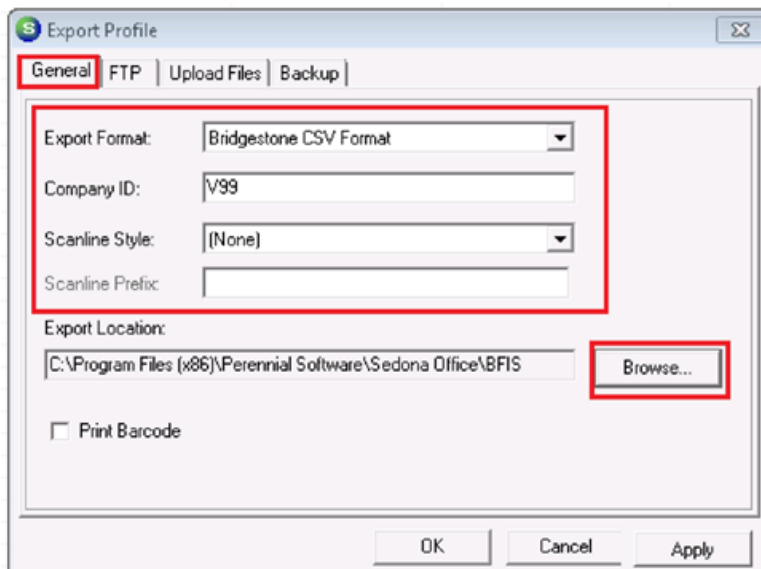 S Export Profile
General FTP Upload Files Backup
Export Format: Bridgestone CSV Format
Company ID: V99
Scanline Style: (None)
Scanline Prefix:
Export Location:
C:\Program Files (x86)\Perennial Software\Sedona Office\BFIS Browse...
Print Barcode
OK Cancel Apply